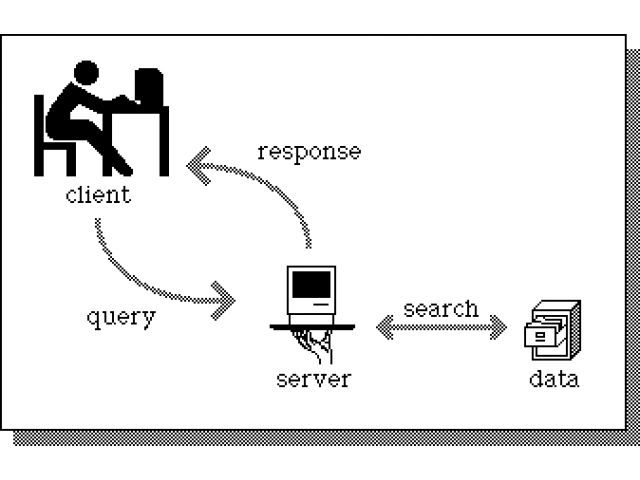 response
client
query
search
server
data